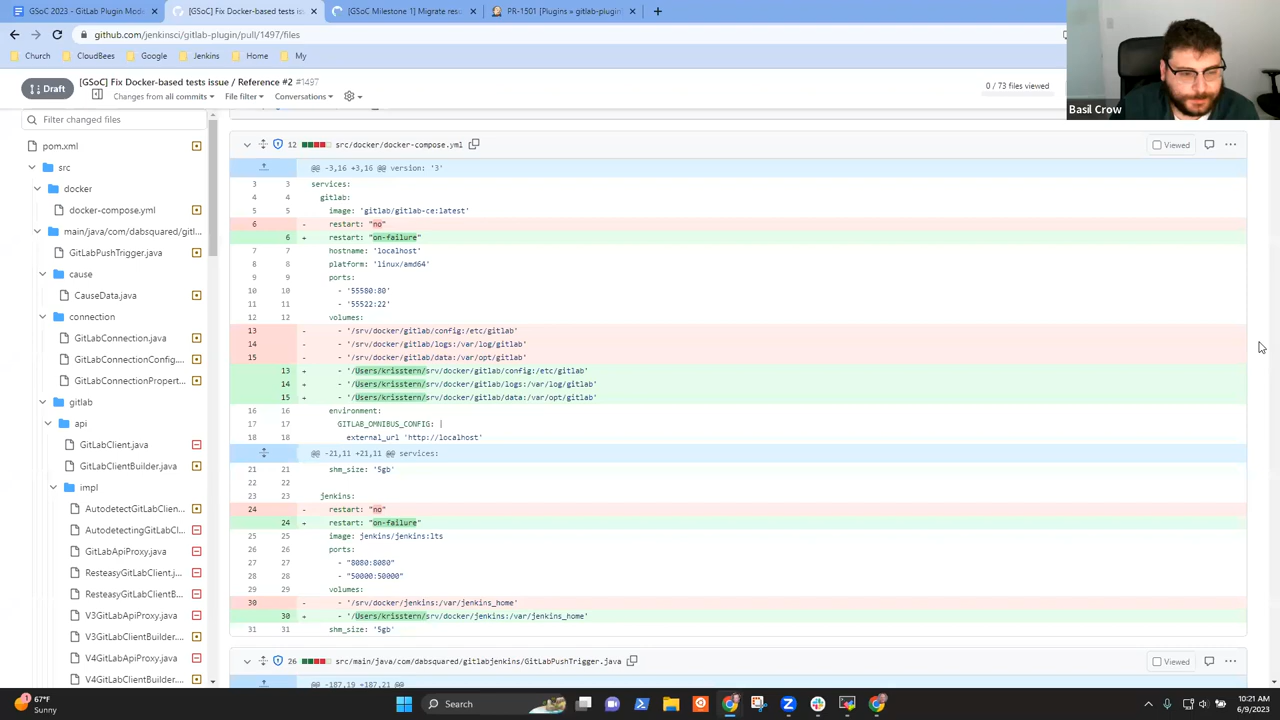 GSoC 2023 - GitLab Plugin Mode
[GSoC] Fix Docker-based tests is
[GSoC Milestone 1] Migrate res
PR-1501 [Plugins » gitlab-plugin
github.com/jenkinsci/gitlab-plugin/pull/1497/files
Church
CloudBees
Google
Jenkins
Grants
Home
My
Basil Crow
Draft
[GSoC] Fix Docker-based tests issue / Reference #2 #1497
Changes from all commits
File filter
Conversations
0 / 73 files viewed
Filter changed files
pom.xml
src
docker
docker-compose.yml
main/java/com/dabsquared/gitl...
GitLabPushTrigger.java
cause
CauseData.java
connection
GitLabConnection.java
GitLabConnectionConfig....
GitLabConnectionPropert...
gitlab
api
GitLabClient.java
GitLabClientBuilder.java
impl
AutodetectGitLabClien...
AutodetectingGitLabCl...
GitLabApiProxy.java
ResteasyGitLabClient.j...
ResteasyGitLabClientB...
V3GitLabApiProxy.java
V3GitLabClientBuilder.java
V4GitLabApiProxy.java
V4GitLabClientBuilder.java
12 src/docker/docker-compose.yml
Viewed
@@ -3,16 +3,16 @@ version: '3'
3 3 services:
4 4 gitlab:
5 5 image: 'gitlab/gitlab-ce:latest'
6 - restart: "no"
6 + restart: "on-failure"
7 7 hostname: 'localhost'
8 8 platform: 'linux/amd64'
9 9 ports:
10 10 - '55580:80'
11 11 - '55522:22'
12 12 volumes:
13 - - '/srv/docker/gitlab/config:/etc/gitlab'
14 - - '/srv/docker/gitlab/logs:/var/log/gitlab'
15 - - '/srv/docker/gitlab/data:/var/opt/gitlab'
13 + - '/Users/krisstern/srv/docker/gitlab/config:/etc/gitlab'
14 + - '/Users/krisstern/srv/docker/gitlab/logs:/var/log/gitlab'
15 + - '/Users/krisstern/srv/docker/gitlab/data:/var/opt/gitlab'
16 16 environment:
17 17 GITLAB_OMNIBUS_CONFIG: |
18 18 external_url 'http://localhost'
@@ -21,11 +21,11 @@ services:
21 21 shm_size: '5gb'
22 22
23 23 jenkins:
24 - restart: "no"
24 + restart: "on-failure"
25 25 image: jenkins/jenkins:lts
26 26 ports:
27 27 - "8080:8080"
28 28 - "50000:50000"
29 29 volumes:
30 - - '/srv/docker/jenkins:/var/jenkins_home'
30 + - '/Users/krisstern/srv/docker/jenkins:/var/jenkins_home'
31 31 shm_size: '5gb'
26 src/main/java/com/dabsquared/gitlabjenkins/GitLabPushTrigger.java
Viewed
@@ -187,19 +187,21 @@
67°F
Sunny
Search
10:21 AM
6/9/2023